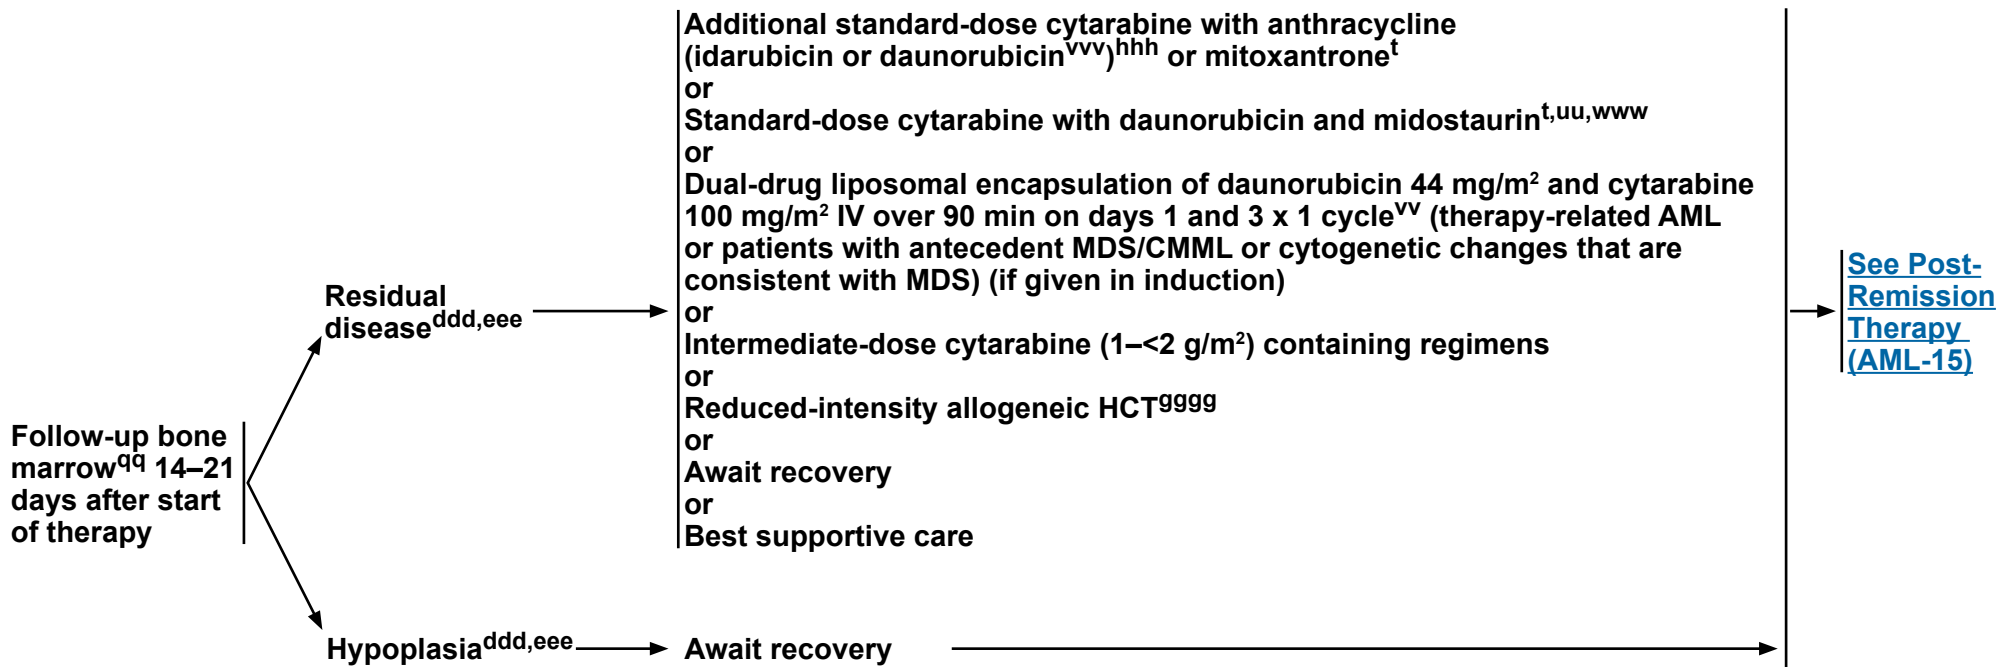 Follow-up bone
marrowqq 14–21
days after start
of therapy
Residual
diseaseddd,eee
Additional standard-dose cytarabine with anthracycline
(idarubicin or daunorubicinvvv)hhh or mitoxantronet
or
Standard-dose cytarabine with daunorubicin and midostaurint,uu,www
or
Dual-drug liposomal encapsulation of daunorubicin 44 mg/m² and cytarabine
100 mg/m² IV over 90 min on days 1 and 3 x 1 cyclevv (therapy-related AML
or patients with antecedent MDS/CMML or cytogenetic changes that are
consistent with MDS) (if given in induction)
or
Intermediate-dose cytarabine (1–<2 g/m²) containing regimens
or
Reduced-intensity allogeneic HCTgggg
or
Await recovery
or
Best supportive care
Hypoplasiaddd,eee
Await recovery
See Post-
Remission
Therapy
(AML-15)